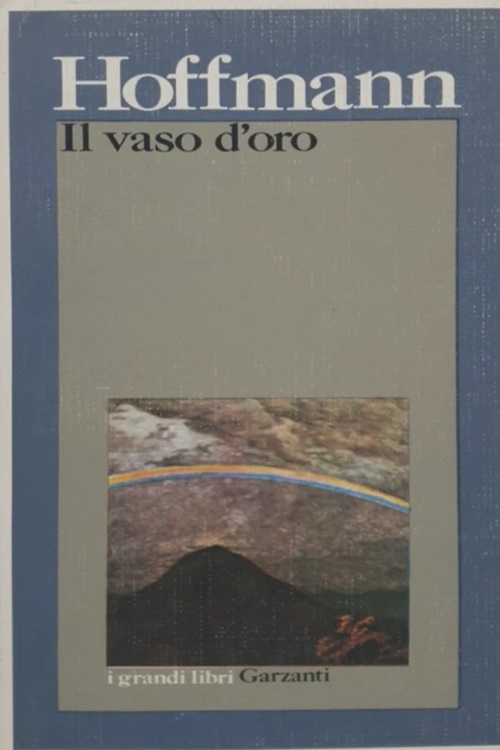 Hoffmann
Il vaso d'oro
i grandi libri Garzanti